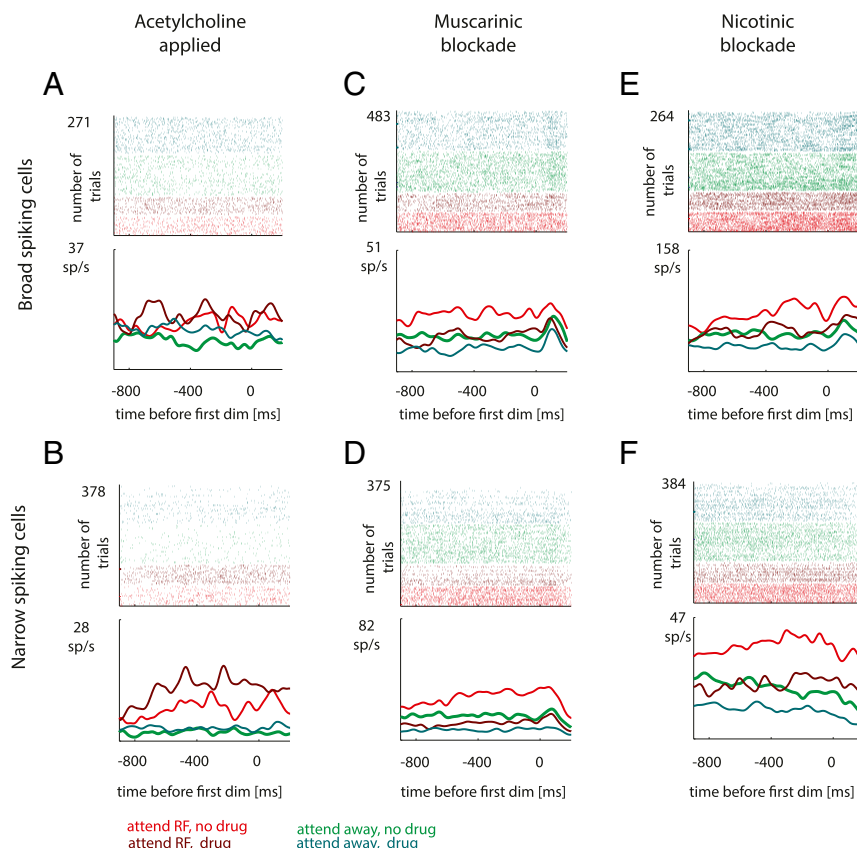 Acetylcholine
applied
Muscarinic
blockade
Nicotinic
blockade
Broad spiking cells
A
271
number of
trials
37
sp/s
-800 -400 0
time before first dim [ms]
C
483
number of
trials
51
sp/s
-800 -400 0
time before first dim [ms]
E
264
number of
trials
158
sp/s
-800 -400 0
time before first dim [ms]
Narrow spiking cells
B
378
number of
trials
28
sp/s
-800 -400 0
time before first dim [ms]
D
375
number of
trials
82
sp/s
-800 -400 0
time before first dim [ms]
F
384
number of
trials
47
sp/s
-800 -400 0
time before first dim [ms]
attend RF, no drug
attend RF, drug
attend away, no drug
attend away, drug